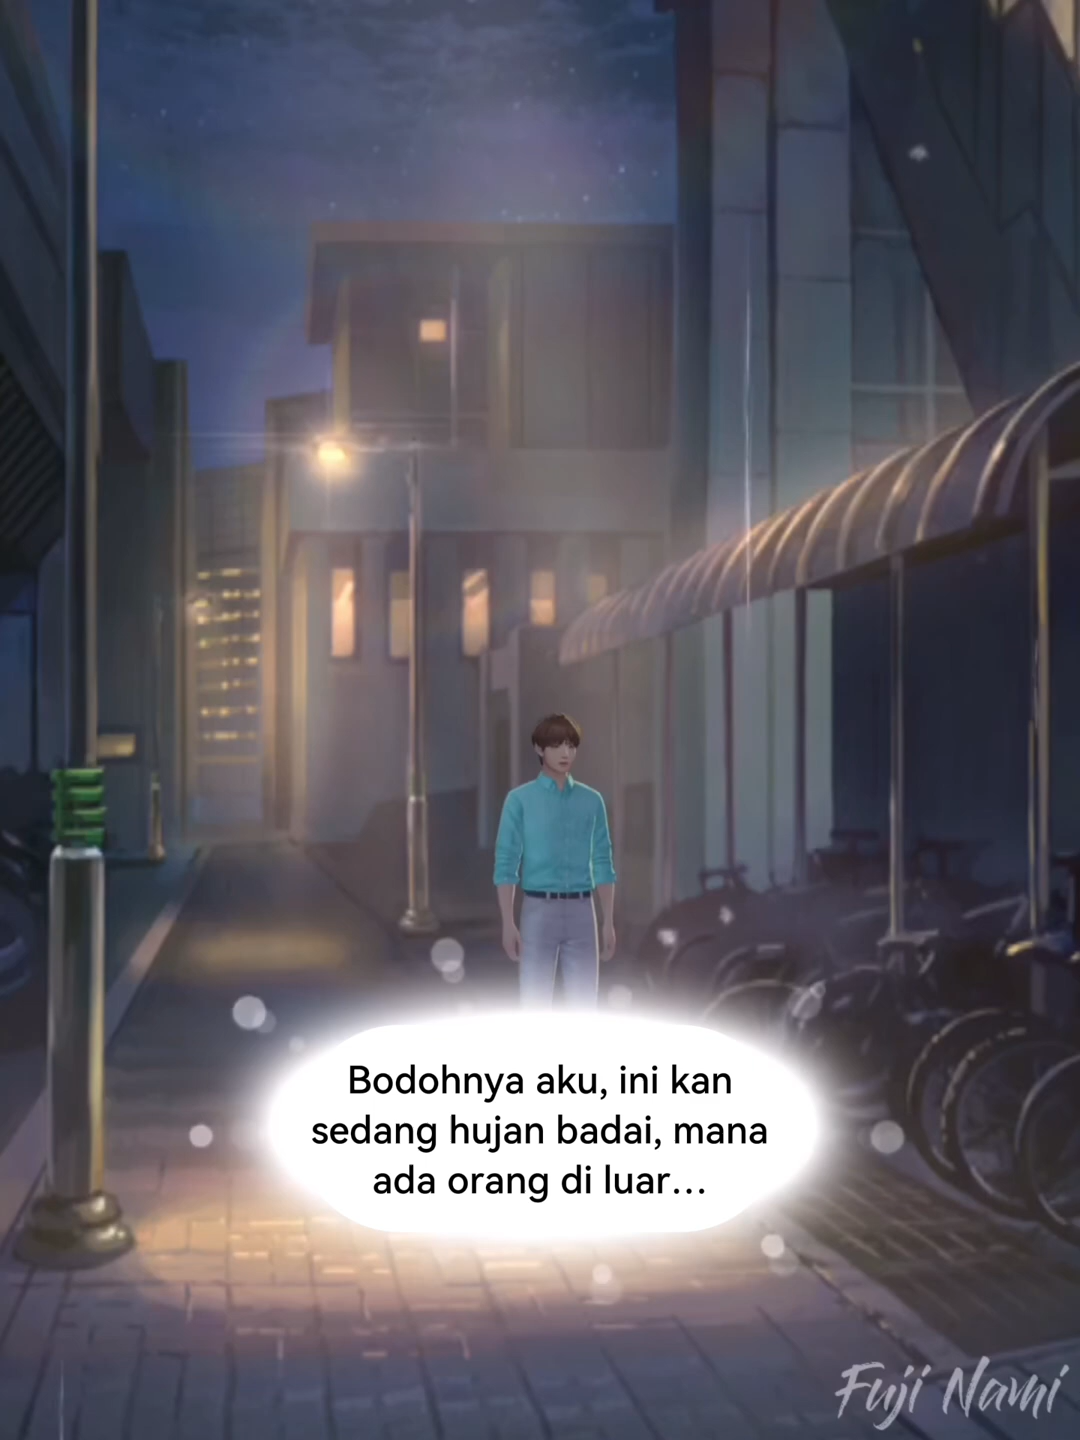 Bodohnya aku, ini kan
sedang hujan badai, mana
ada orang di luar...
Fuji Nami